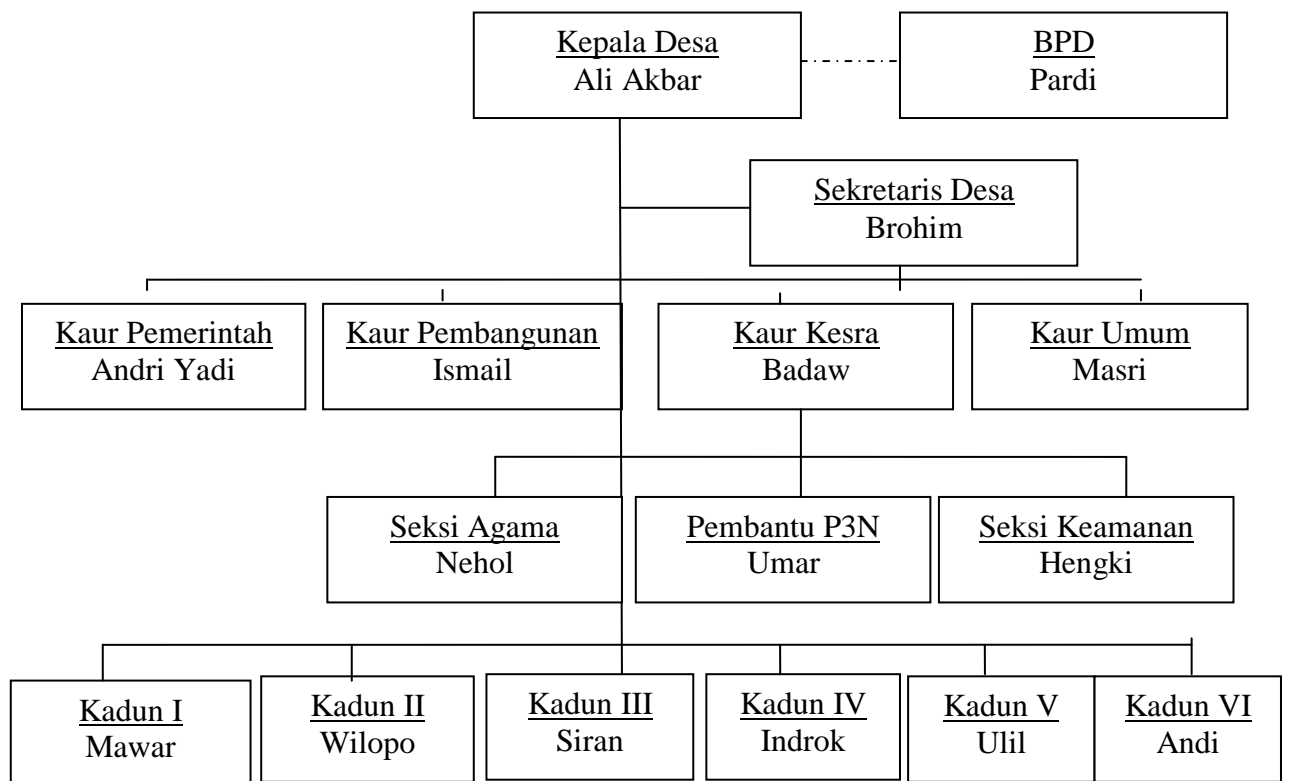 Kepala Desa
Ali Akbar
BPD
Pardi
Sekretaris Desa
Brohim
Kaur Pemerintah
Andri Yadi
Kaur Pembangunan
Ismail
Kaur Kesra
Badaw
Kaur Umum
Masri
Seksi Agama
Nehol
Pembantu P3N
Umar
Seksi Keamanan
Hengki
Kadun I
Mawar
Kadun II
Wilopo
Kadun III
Siran
Kadun IV
Indrok
Kadun V
Ulil
Kadun VI
Andi